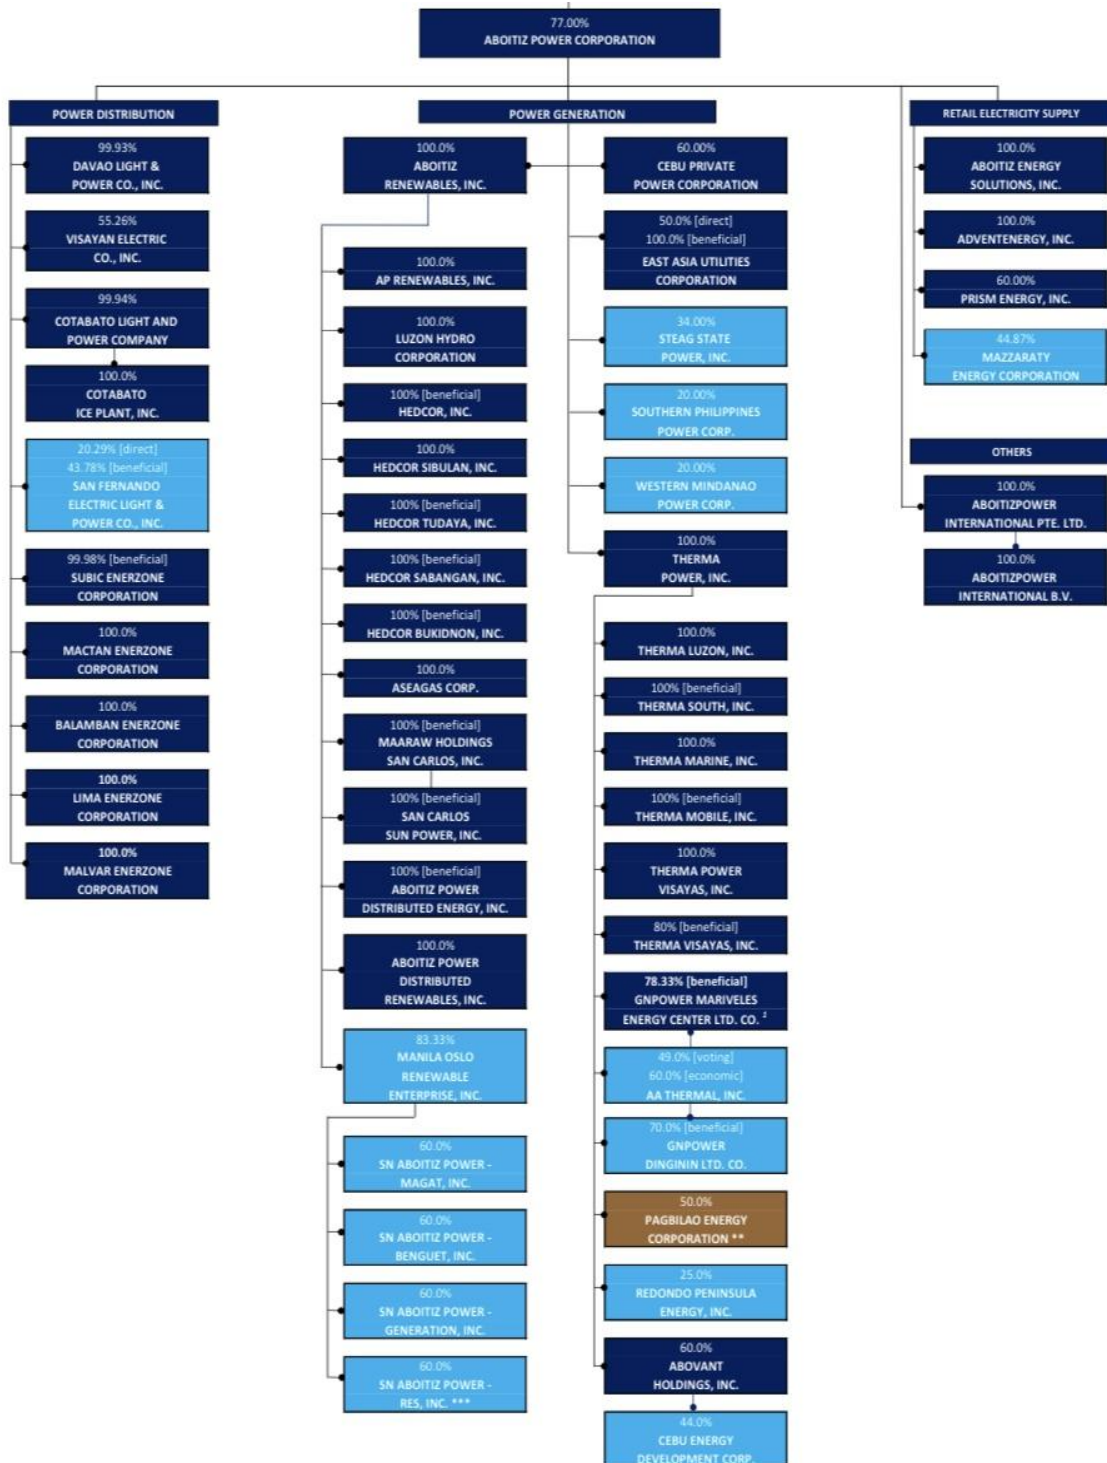 77.00%
ABOITIZ POWER CORPORATION
POWER DISTRIBUTION
99.93%
DAVAO LIGHT &
POWER CO., INC.
55.26%
VISAYAN ELECTRIC
CO., INC.
99.94%
COTABATO LIGHT AND
POWER COMPANY
100.0%
COTABATO
ICE PLANT, INC.
20.29% [direct]
43.78% [beneficial]
SAN FERNANDO
ELECTRIC LIGHT &
POWER CO., INC.
99.98% [beneficial]
SUBIC ENERZONE
CORPORATION
100.0%
MACTAN ENERZONE
CORPORATION
100.0%
BALAMBAN ENERZONE
CORPORATION
100.0%
LIMA ENERZONE
CORPORATION
100.0%
MALVAR ENERZONE
CORPORATION
POWER GENERATION
100.0%
ABOITIZ
RENEWABLES, INC.
100.0%
AP RENEWABLES, INC.
100.0%
LUZON HYDRO
CORPORATION
100% [beneficial]
HEDCOR, INC.
100.0%
HEDCOR SIBULAN, INC.
100% [beneficial]
HEDCOR TUDAYA, INC.
100% [beneficial]
HEDCOR SABANGAN, INC.
100% [beneficial]
HEDCOR BUKIDNON, INC.
100.0%
ASEAGAS CORP.
100% [beneficial]
MAARAW HOLDINGS
SAN CARLOS, INC.
100% [beneficial]
SAN CARLOS
SUN POWER, INC.
100% [beneficial]
ABOITIZ POWER
DISTRIBUTED ENERGY, INC.
100.0%
ABOITIZ POWER
DISTRIBUTED
RENEWABLES, INC.
83.33%
MANILA OSLO
RENEWABLE
ENTERPRISE, INC.
60.0%
SN ABOITIZ POWER -
MAGAT, INC.
60.0%
SN ABOITIZ POWER -
BENGUET, INC.
60.0%
SN ABOITIZ POWER -
GENERATION, INC.
60.0%
SN ABOITIZ POWER -
RES, INC. ***
60.00%
CEBU PRIVATE
POWER CORPORATION
50.0% [direct]
100.0% [beneficial]
EAST ASIA UTILITIES
CORPORATION
34.00%
STEAG STATE
POWER, INC.
20.00%
SOUTHERN PHILIPPINES
POWER CORP.
20.00%
WESTERN MINDANAO
POWER CORP.
100.0%
THERMA
POWER, INC.
100.0%
THERMA LUZON, INC.
100% [beneficial]
THERMA SOUTH, INC.
100.0%
THERMA MARINE, INC.
100% [beneficial]
THERMA MOBILE, INC.
100.0%
THERMA POWER
VISAYAS, INC.
80% [beneficial]
THERMA VISAYAS, INC.
78.33% [beneficial]
GNPOWER MARIVELES
ENERGY CENTER LTD. CO. ¹
49.0% [voting]
60.0% [economic]
AA THERMAL, INC.
70.0% [beneficial]
GNPOWER
DINGININ LTD. CO.
50.0%
PAGBILAO ENERGY
CORPORATION **
25.0%
REDONDO PENINSULA
ENERGY, INC.
60.0%
ABOVANT
HOLDINGS, INC.
44.0%
CEBU ENERGY
DEVELOPMENT CORP.
RETAIL ELECTRICITY SUPPLY
100.0%
ABOITIZ ENERGY
SOLUTIONS, INC.
100.0%
ADVENTENERGY, INC.
60.00%
PRISM ENERGY, INC.
44.87%
MAZZARATY
ENERGY CORPORATION
OTHERS
100.0%
ABOITIZPOWER
INTERNATIONAL PTE. LTD.
100.0%
ABOITIZPOWER
INTERNATIONAL B.V.